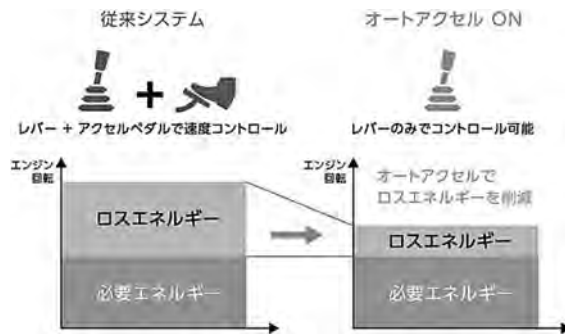 従来システム
オートアクセル ON
レバー + アクセルペダルで速度コントロール
レバーのみでコントロール可能
エンジン
回転
ロスエネルギー
必要エネルギー
エンジン
回転
オートアクセルで
ロスエネルギーを削減
ロスエネルギー
必要エネルギー